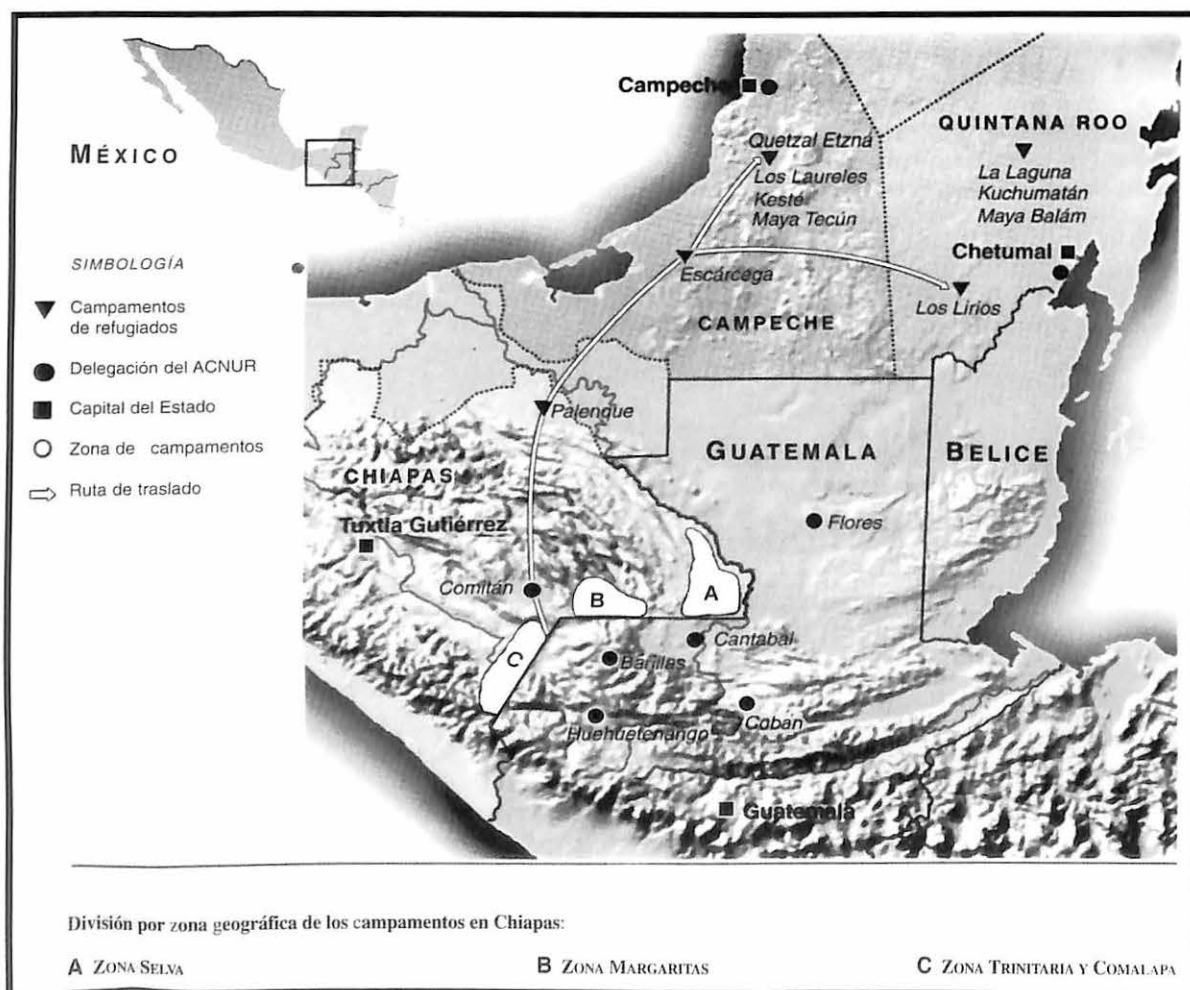 MÉXICO
SIMBOLOGÍA
Campamentos
de refugiados
Delegación del ACNUR
Capital del Estado
Zona de campamentos
Ruta de traslado
Campeche
QUINTANA ROO
Quetzal Etzná
Los Laureles
Kesté
Maya Tecún
La Laguna
Kuchumatán
Maya Balám
Chetumal
Escárcega
Los Lirios
CAMPECHE
Palenque
GUATEMALA
BELICE
CHIAPAS
Tuxtla Gutiérrez
Flores
Comitán
B
A
C
Cantabal
Barillas
Huehuetenango
Cobán
Guatemala
División por zona geográfica de los campamentos en Chiapas:
A ZONA SELVA
B ZONA MARGARITAS
C ZONA TRINITARIA Y COMALAPA